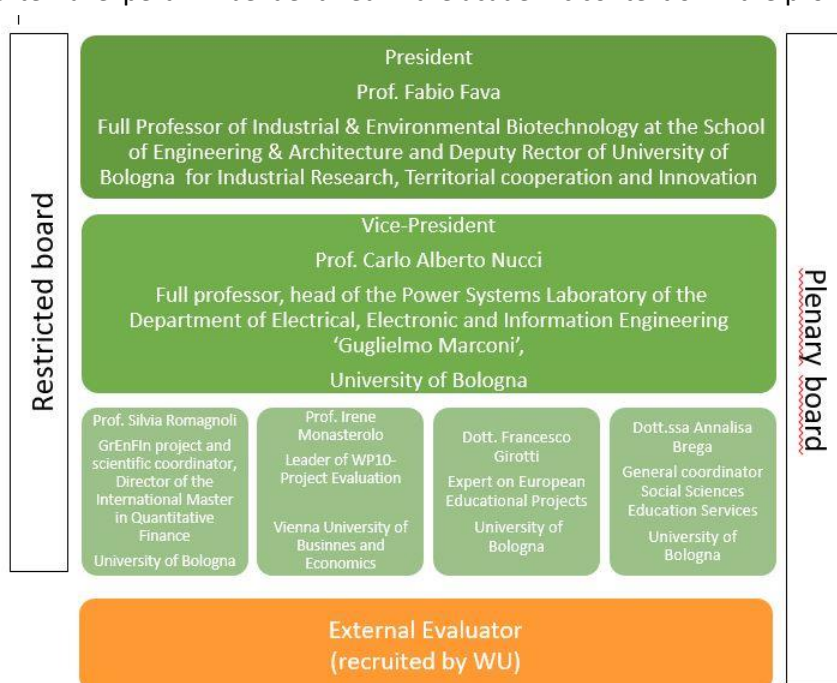 President
Prof. Fabio Fava
Full Professor of Industrial & Environmental Biotechnology at the School
of Engineering & Architecture and Deputy Rector of University of
Bologna for Industrial Research, Territorial cooperation and Innovation
Restricted board
Vice-President
Prof. Carlo Alberto Nucci
Full professor, head of the Power Systems Laboratory of the
Department of Electrical, Electronic and Information Engineering
‘Guglielmo Marconi’,
University of Bologna
Plenary board
Prof. Silvia Romagnoli
GrEnFIn project and
scientific coordinator,
Director of the
International Master
in Quantitative
Finance
University of Bologna
Prof. Irene
Monasterolo
Leader of WP10-
Project Evaluation
Vienna University of
Businnes and
Economics
Dott. Francesco
Girotti
Expert on European
Educational Projects
University of
Bologna
Dott.ssa Annalisa
Brega
General coordinator
Social Sciences
Education Services
University of
Bologna
External Evaluator
(recruited by WU)